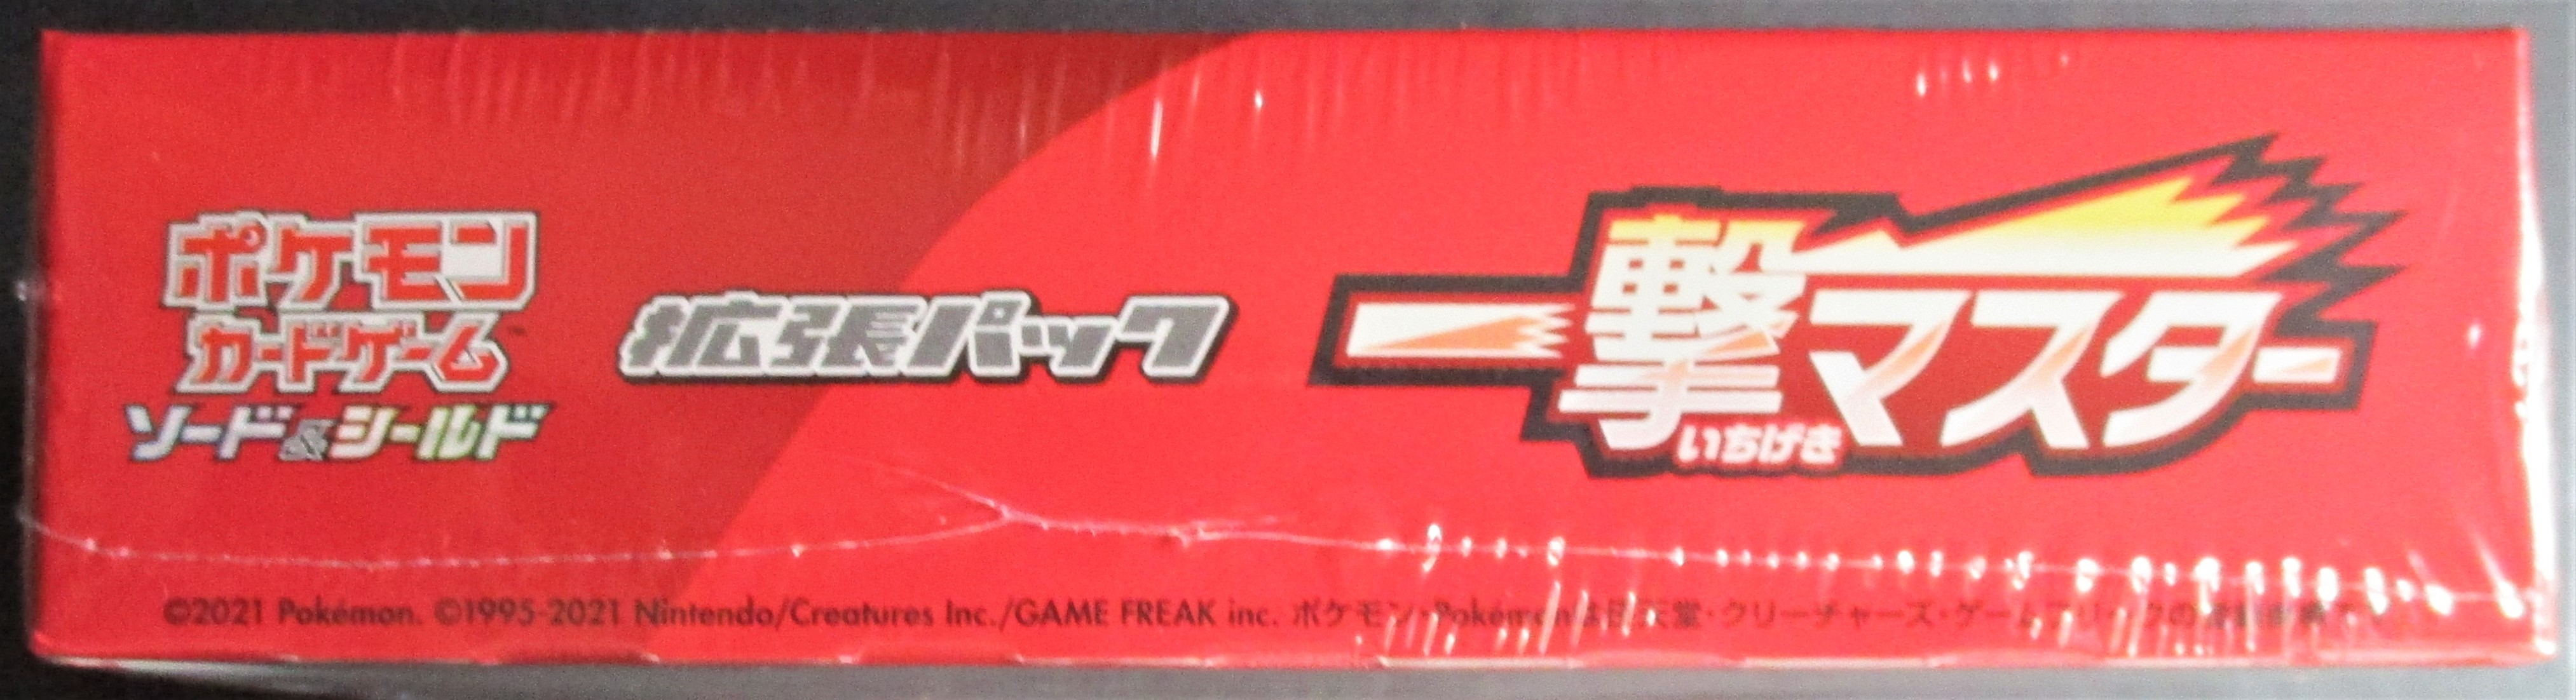 ポケモン
カードゲーム™
ソード&シールド
拡張パック
一撃マスター
いちげき
©2021 Pokémon. ©1995-2021 Nintendo/Creatures Inc./GAME FREAK inc. ポケモン・Pokémonは任天堂・クリーチャーズ・ゲームフリークの